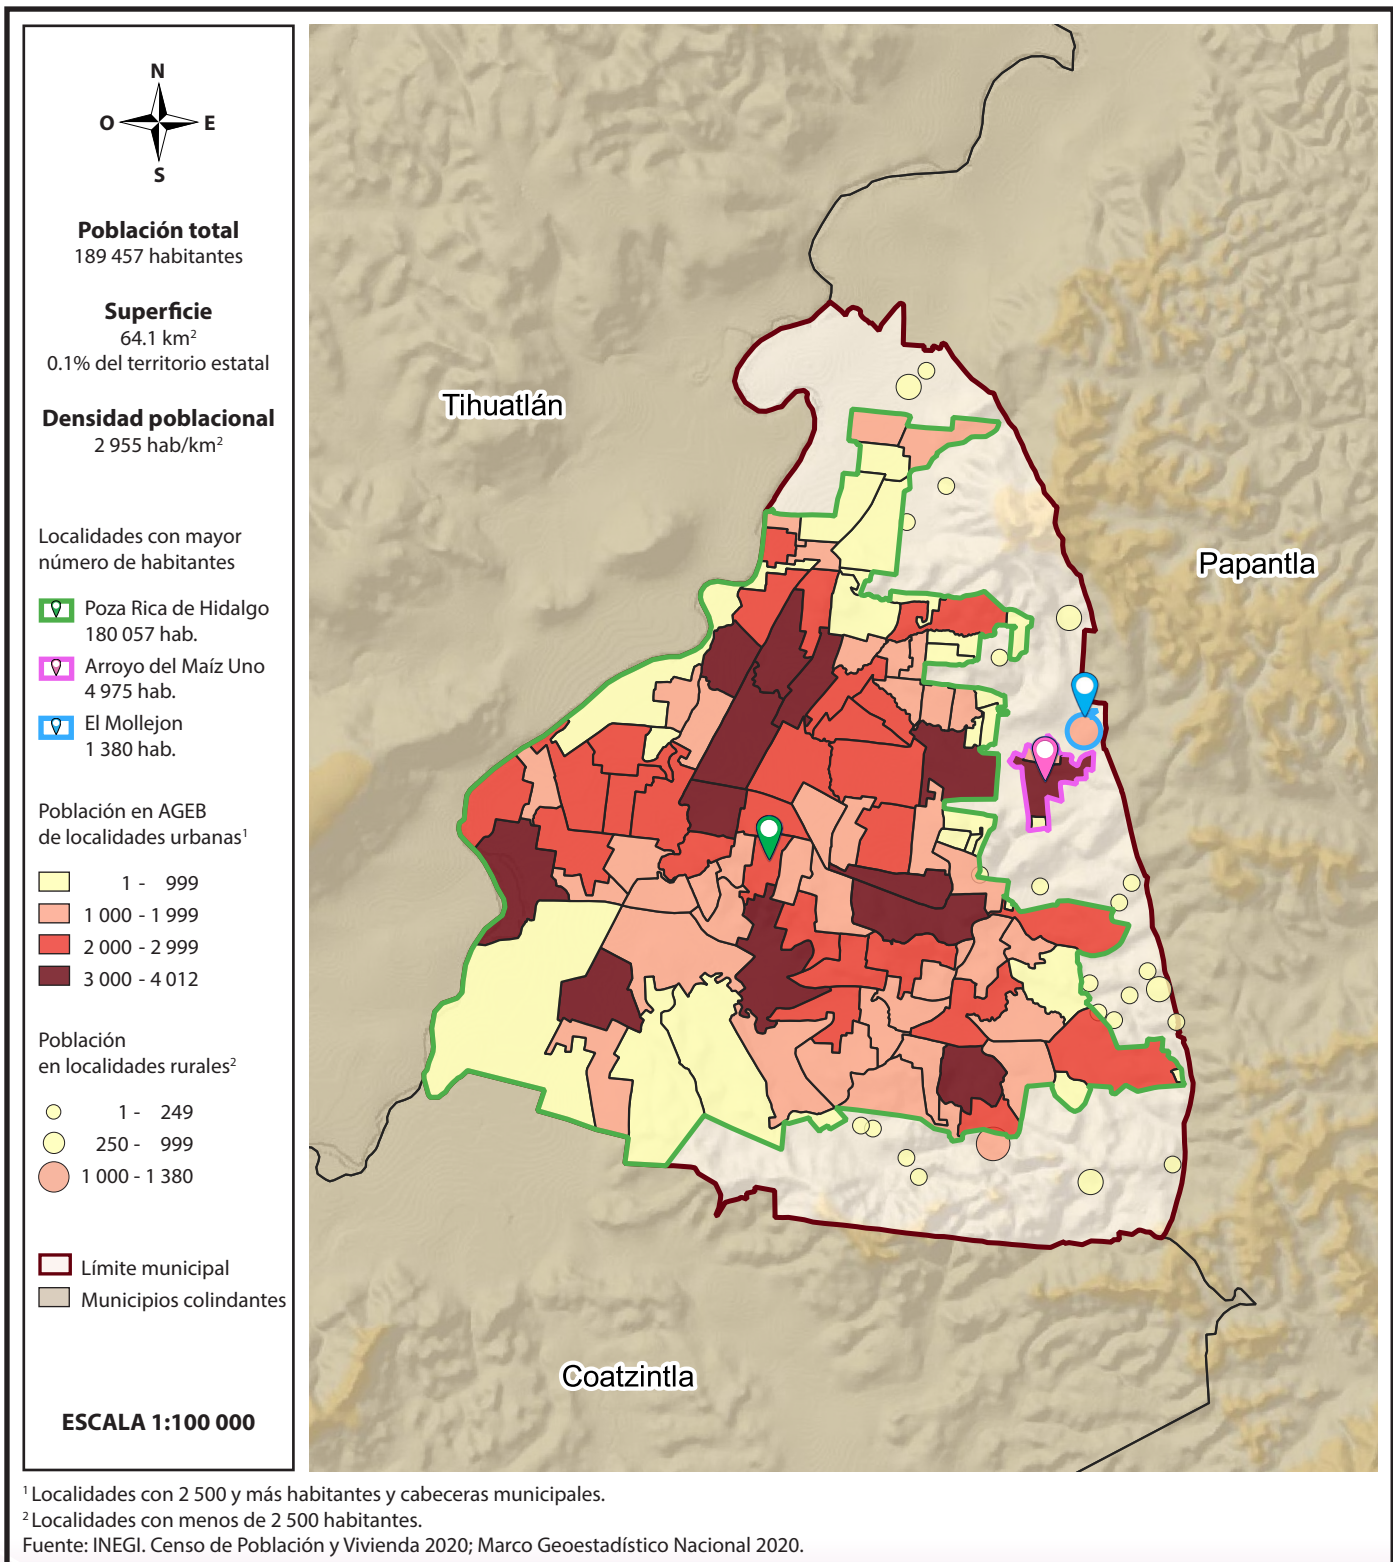 N
O E
S
Población total
189 457 habitantes
Superficie
64.1 km²
0.1% del territorio estatal
Densidad poblacional
2 955 hab/km²
Localidades con mayor
número de habitantes
Poza Rica de Hidalgo
180 057 hab.
Arroyo del Maíz Uno
4 975 hab.
El Mollejon
1 380 hab.
Población en AGEB
de localidades urbanas¹
1 - 999
1 000 - 1 999
2 000 - 2 999
3 000 - 4 012
Población
en localidades rurales²
1 - 249
250 - 999
1 000 - 1 380
Límite municipal
Municipios colindantes
ESCALA 1:100 000
Tihuatlán
Papantla
Coatzintla
¹ Localidades con 2 500 y más habitantes y cabeceras municipales.
² Localidades con menos de 2 500 habitantes.
Fuente: INEGI. Censo de Población y Vivienda 2020; Marco Geoestadístico Nacional 2020.